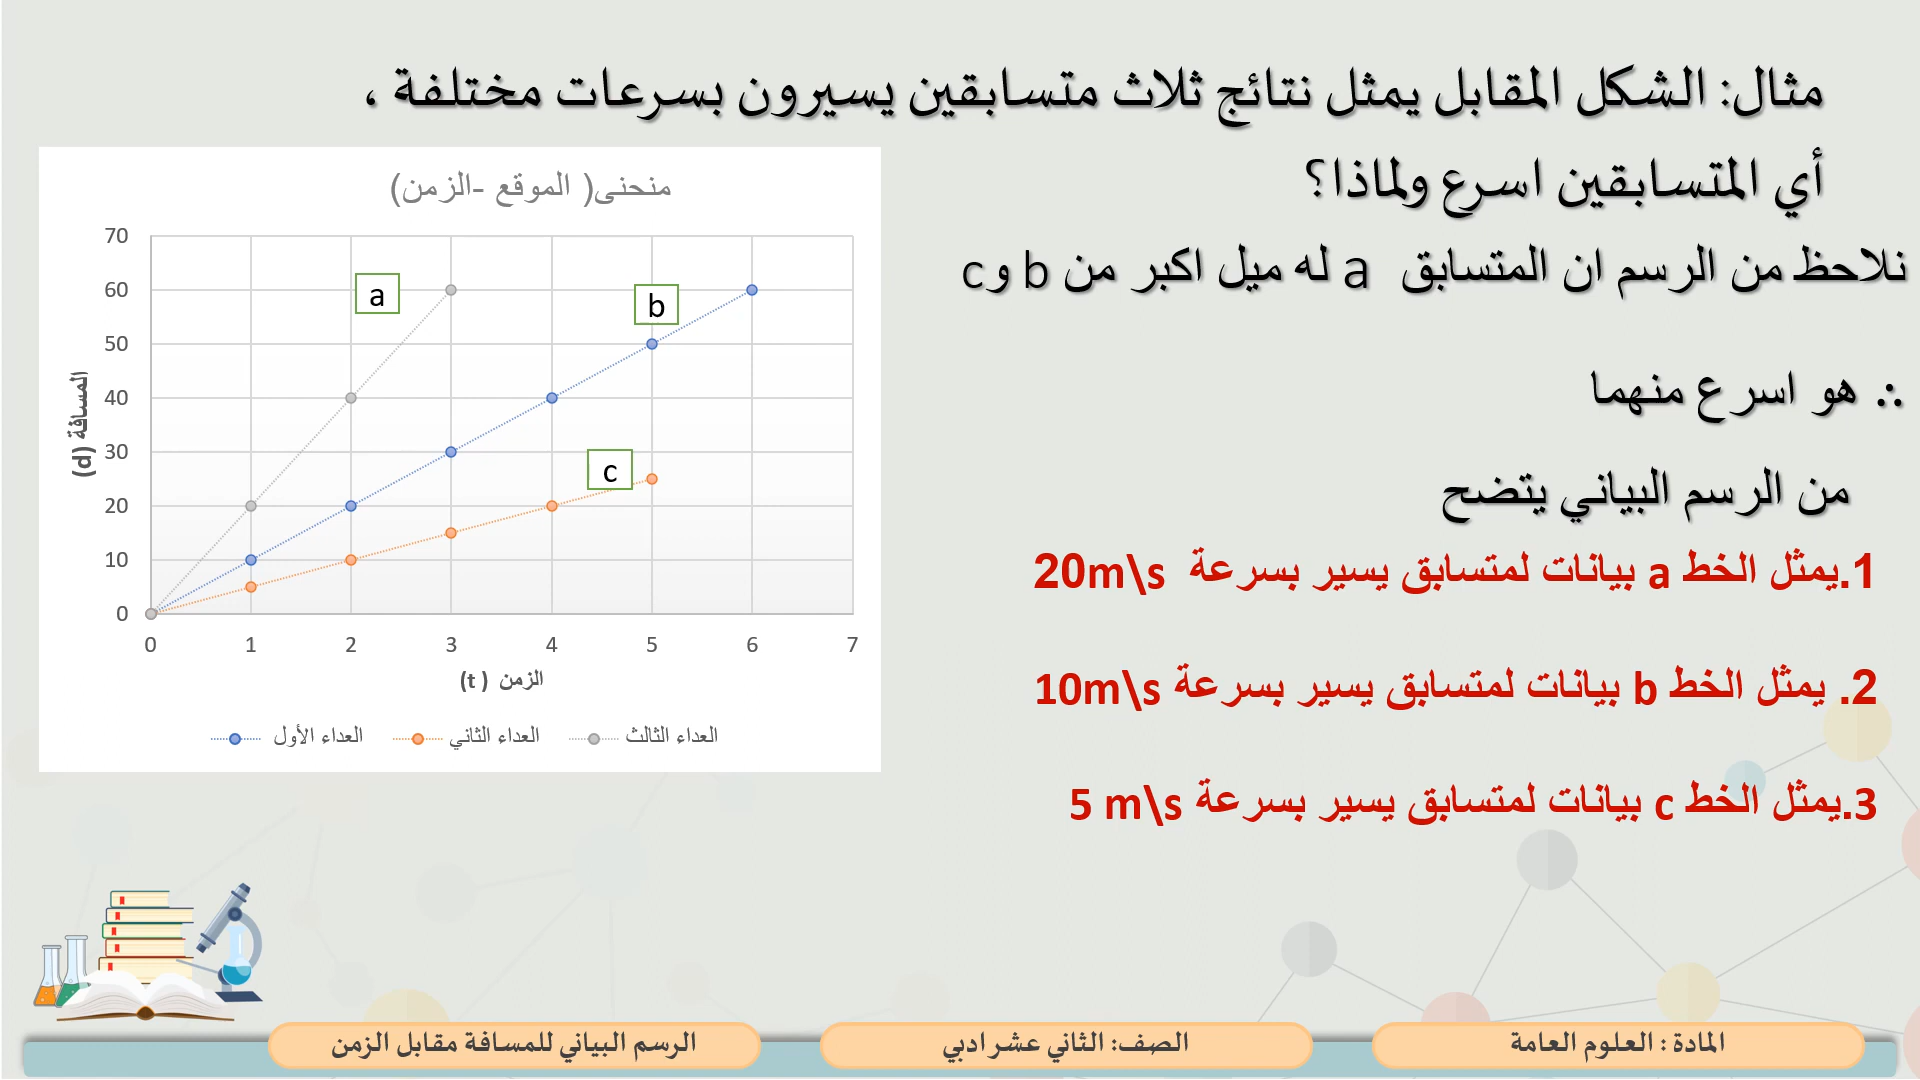 مثال: الشكل المقابل يمثل نتائج ثلاث متسابقين يسيرون بسرعات مختلفة ،
أي المتسابقين اسرع ولماذا؟
نلاحظ من الرسم ان المتسابق a له ميل اكبر من b وc
∴ هو اسرع منهما
من الرسم البياني يتضح
1.يمثل الخط a بيانات لمتسابق يسير بسرعة 20m\s
2. يمثل الخط b بيانات لمتسابق يسير بسرعة 10m\s
3.يمثل الخط c بيانات لمتسابق يسير بسرعة 5 m\s
منحنى( الموقع -الزمن)
70
60
50
40
30
20
10
0
المسافة (d)
a
b
c
0 1 2 3 4 5 6 7
الزمن ( t)
العداء الأول
العداء الثاني
العداء الثالث
المادة : العلوم العامة
الصف: الثاني عشر ادبي
الرسم البياني للمسافة مقابل الزمن